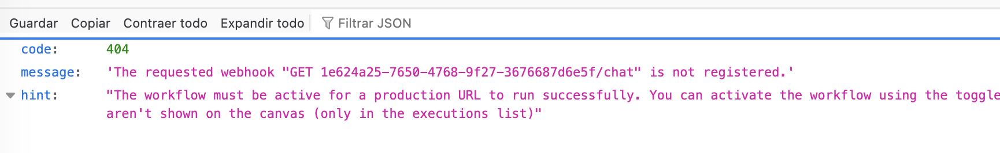 Guardar Copiar Contraer todo Expandir todo Filtrar JSON
code: 404
message: 'The requested webhook "GET 1e624a25-7650-4768-9f27-3676687d6e5f/chat" is not registered.'
hint: "The workflow must be active for a production URL to run successfully. You can activate the workflow using the toggle
aren't shown on the canvas (only in the executions list)"